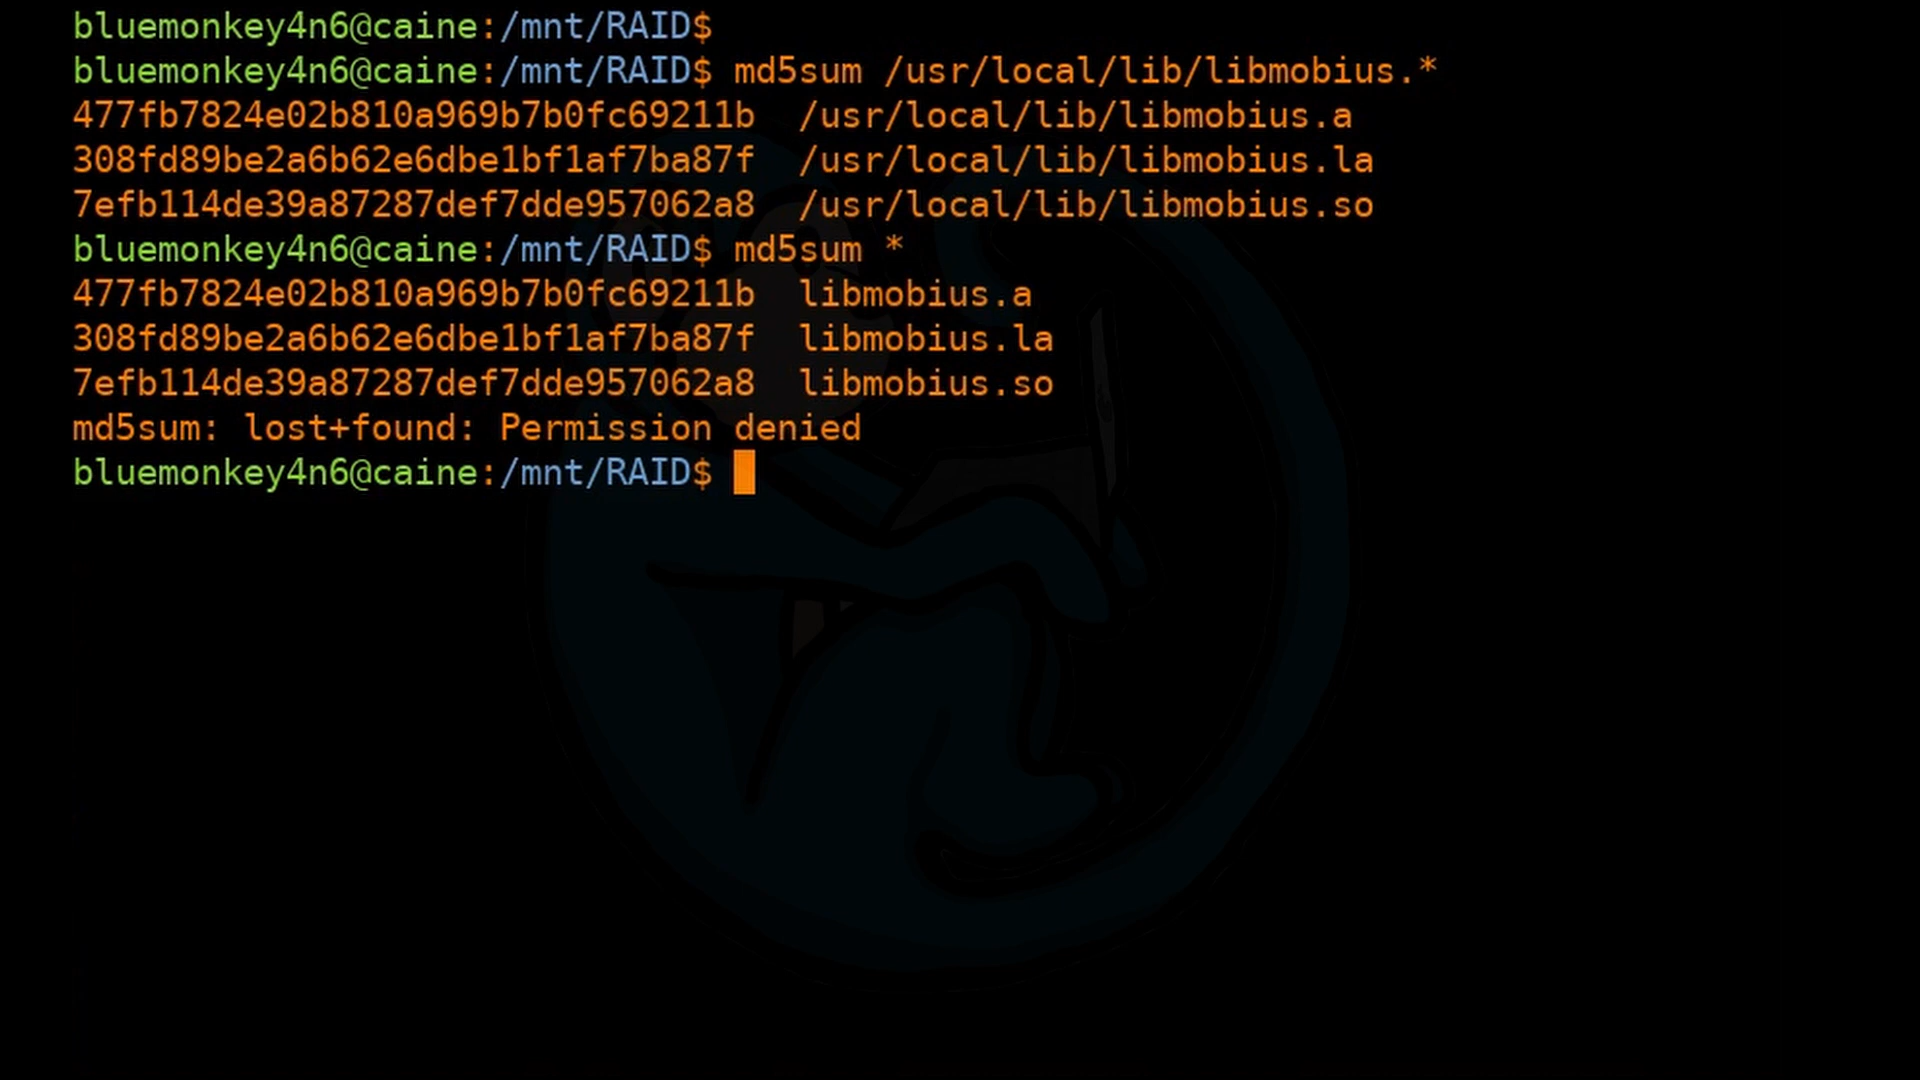 bluemonkey4n6@caine:/mnt/RAID$
bluemonkey4n6@caine:/mnt/RAID$ md5sum /usr/local/lib/libmobius.*
477fb7824e02b810a969b7b0fc69211b  /usr/local/lib/libmobius.a
308fd89be2a6b62e6dbe1bf1af7ba87f  /usr/local/lib/libmobius.la
7efb114de39a87287def7dde957062a8  /usr/local/lib/libmobius.so
bluemonkey4n6@caine:/mnt/RAID$ md5sum *
477fb7824e02b810a969b7b0fc69211b  libmobius.a
308fd89be2a6b62e6dbe1bf1af7ba87f  libmobius.la
7efb114de39a87287def7dde957062a8  libmobius.so
md5sum: lost+found: Permission denied
bluemonkey4n6@caine:/mnt/RAID$